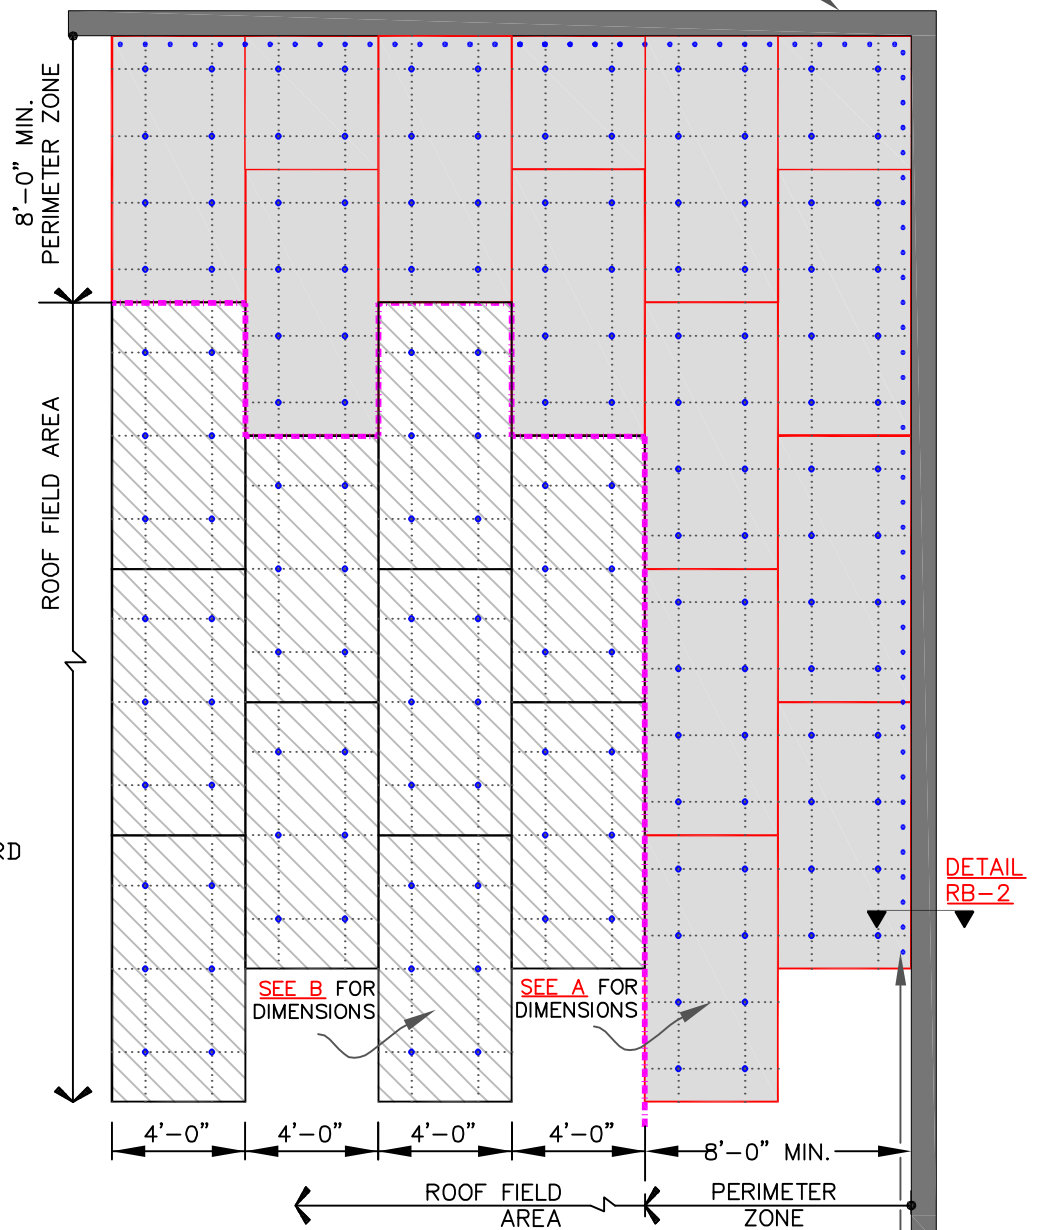 8'-0" MIN.
PERIMETER ZONE
ROOF FIELD AREA
RD
DETAIL
RB-2
SEE B FOR
DIMENSIONS
SEE A FOR
DIMENSIONS
4'-0"
4'-0"
4'-0"
4'-0"
8'-0" MIN.
ROOF FIELD
AREA
PERIMETER
ZONE